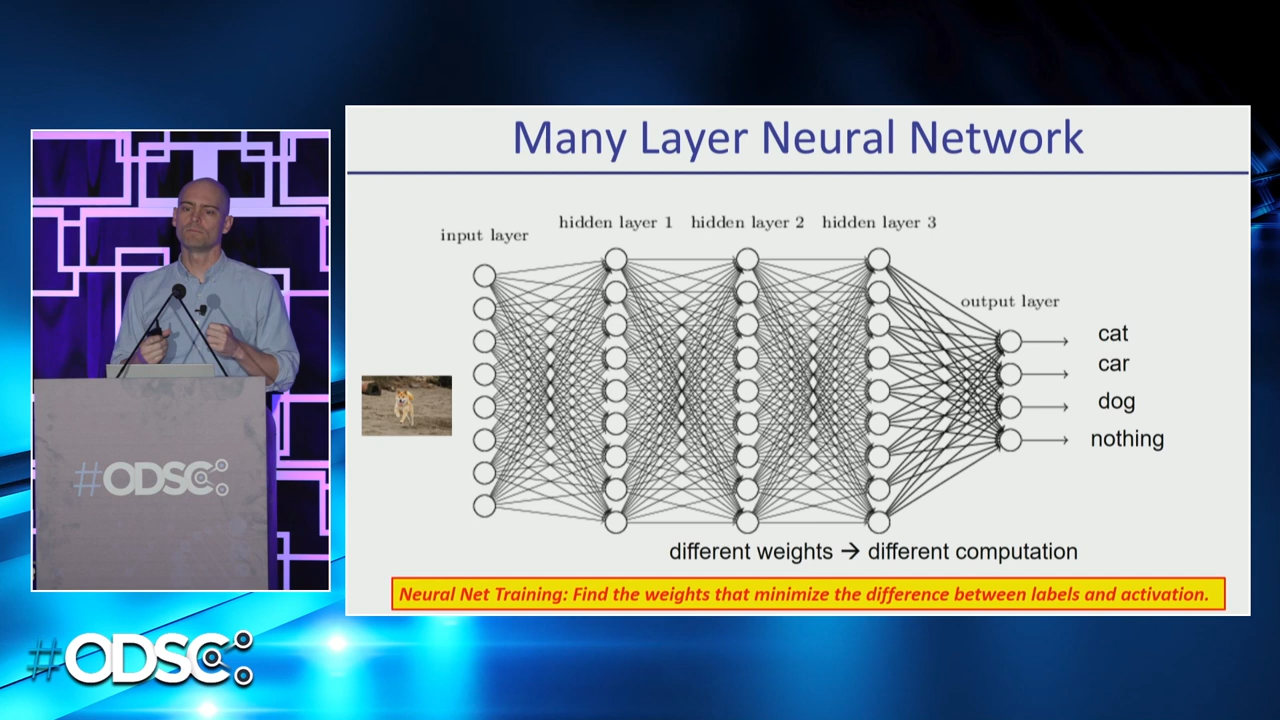 Many Layer Neural Network
hidden layer 1 hidden layer 2 hidden layer 3
input layer
output layer
cat
car
dog
nothing
different weights → different computation
Neural Net Training: Find the weights that minimize the difference between labels and activation.
#ODSC
#ODSC